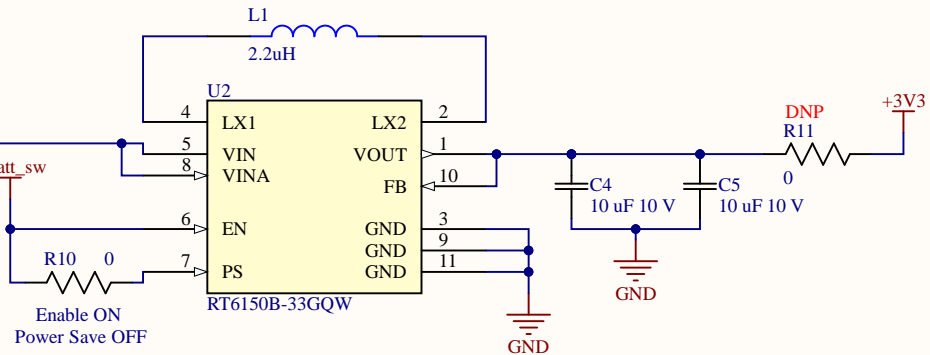 L1
2.2uH
U2
4
LX1
LX2
2
5
VIN
VOUT
1
8
VINA
FB
10
6
EN
GND
3
GND
9
7
PS
GND
11
RT6150B-33GQW
att_sw
R10 0
Enable ON
Power Save OFF
C4
10 uF 10 V
C5
10 uF 10 V
DNP
R11
0
+3V3
GND
GND